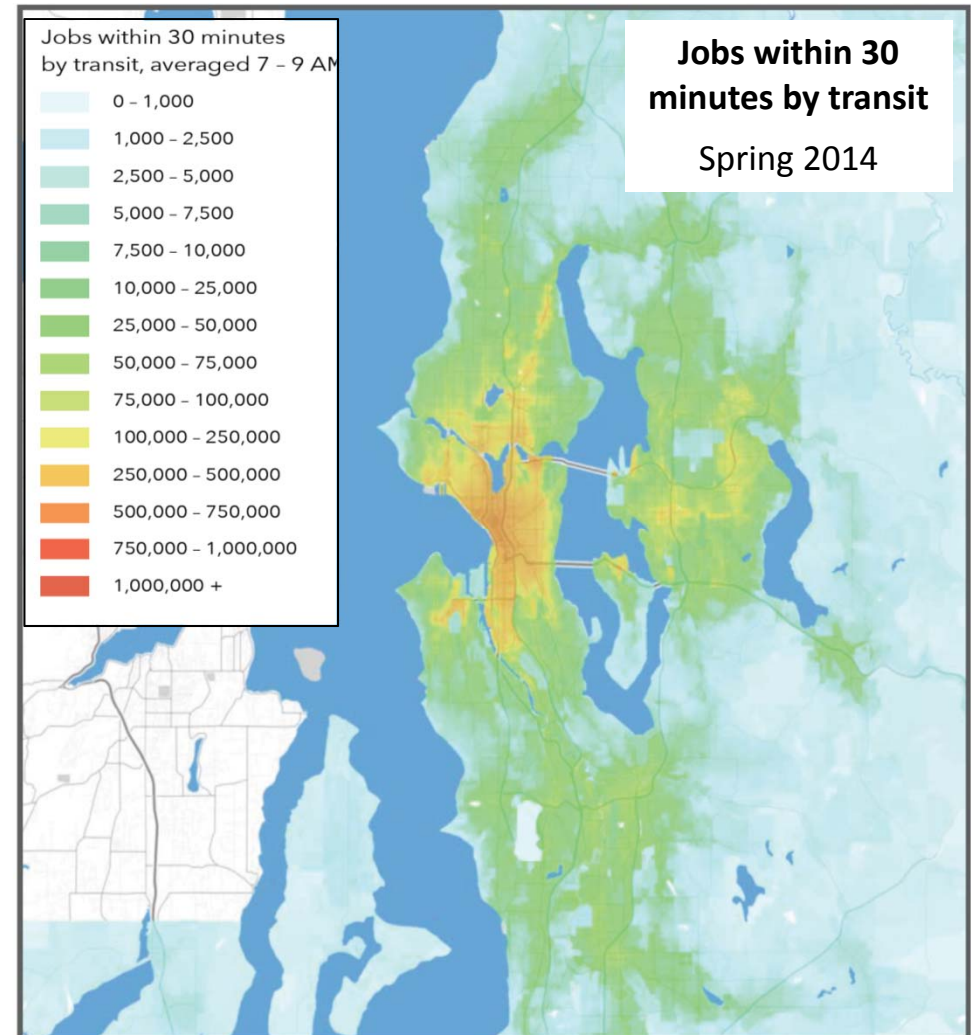 Jobs within 30 minutes
by transit, averaged 7 – 9 AM
0 – 1,000
1,000 – 2,500
2,500 – 5,000
5,000 – 7,500
7,500 – 10,000
10,000 – 25,000
25,000 – 50,000
50,000 – 75,000
75,000 – 100,000
100,000 – 250,000
250,000 – 500,000
500,000 – 750,000
750,000 – 1,000,000
1,000,000 +
Jobs within 30
minutes by transit
Spring 2014